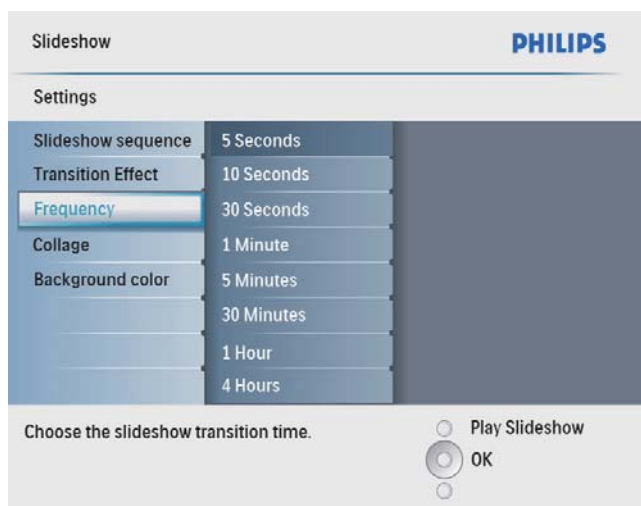 Slideshow
PHILIPS
Settings
Slideshow sequence
Transition Effect
Frequency
Collage
Background color
5 Seconds
10 Seconds
30 Seconds
1 Minute
5 Minutes
30 Minutes
1 Hour
4 Hours
Choose the slideshow transition time.
Play Slideshow
OK